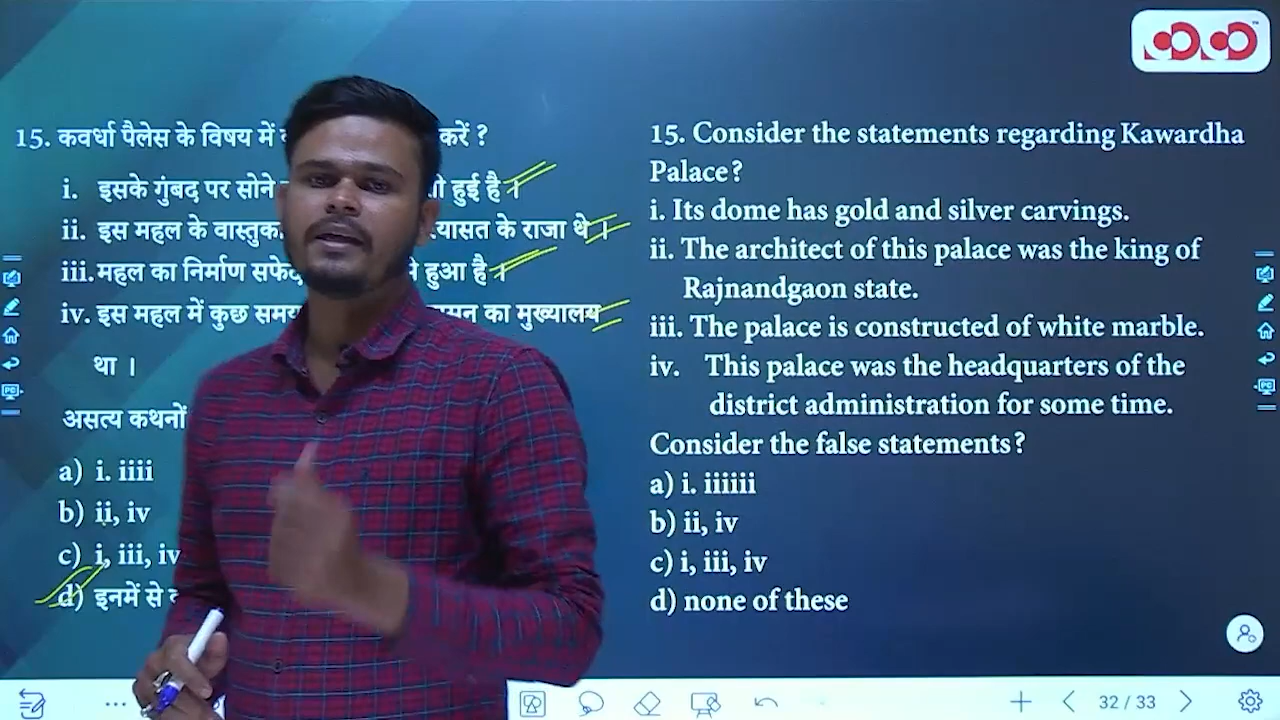 15. कवर्धा पैलेस के विषय में
करें ?
i. इसके गुंबद पर सोने
हुई है ।
ii. इस महल के
रियासत के राजा थे ।
iii. महल का निर्माण
हुआ है ।
iv. इस महल में कुछ
का मुख्यालय
था ।
असत्य कथनों
a) i. iiii
b) ii, iv
c) i, iii, iv
d) इनमें से
15. Consider the statements regarding Kawardha
Palace?
i. Its dome has gold and silver carvings.
ii. The architect of this palace was the king of
Rajnandgaon state.
iii. The palace is constructed of white marble.
iv. This palace was the headquarters of the
district administration for some time.
Consider the false statements?
a) i. iiiiii
b) ii, iv
c) i, iii, iv
d) none of these
32 / 33